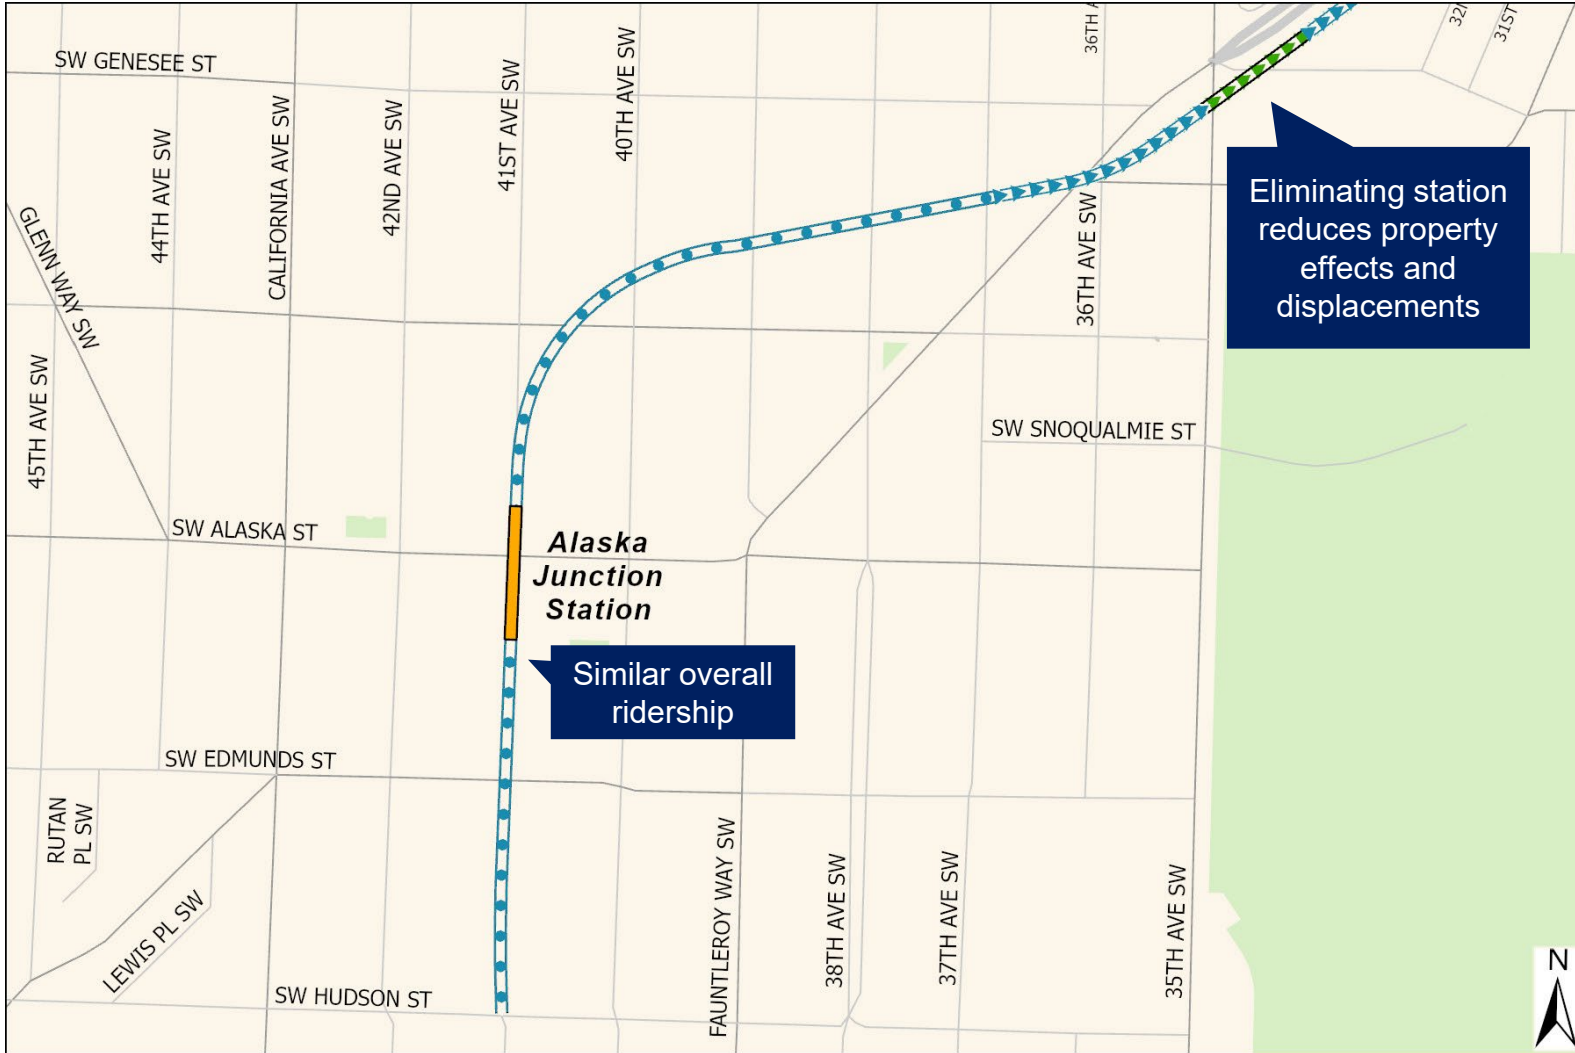 SW GENESEE ST
44TH AVE SW
CALIFORNIA AVE SW
42ND AVE SW
41ST AVE SW
40TH AVE SW
36TH A
31ST
Eliminating station
reduces property
effects and
displacements
GLENN WAY SW
36TH AVE SW
45TH AVE SW
SW SNOQUALMIE ST
SW ALASKA ST
Alaska
Junction
Station
Similar overall
ridership
SW EDMUNDS ST
RUTAN
PL SW
LEWIS PL SW
FAUNTLEROY WAY SW
38TH AVE SW
37TH AVE SW
35TH AVE SW
SW HUDSON ST
N